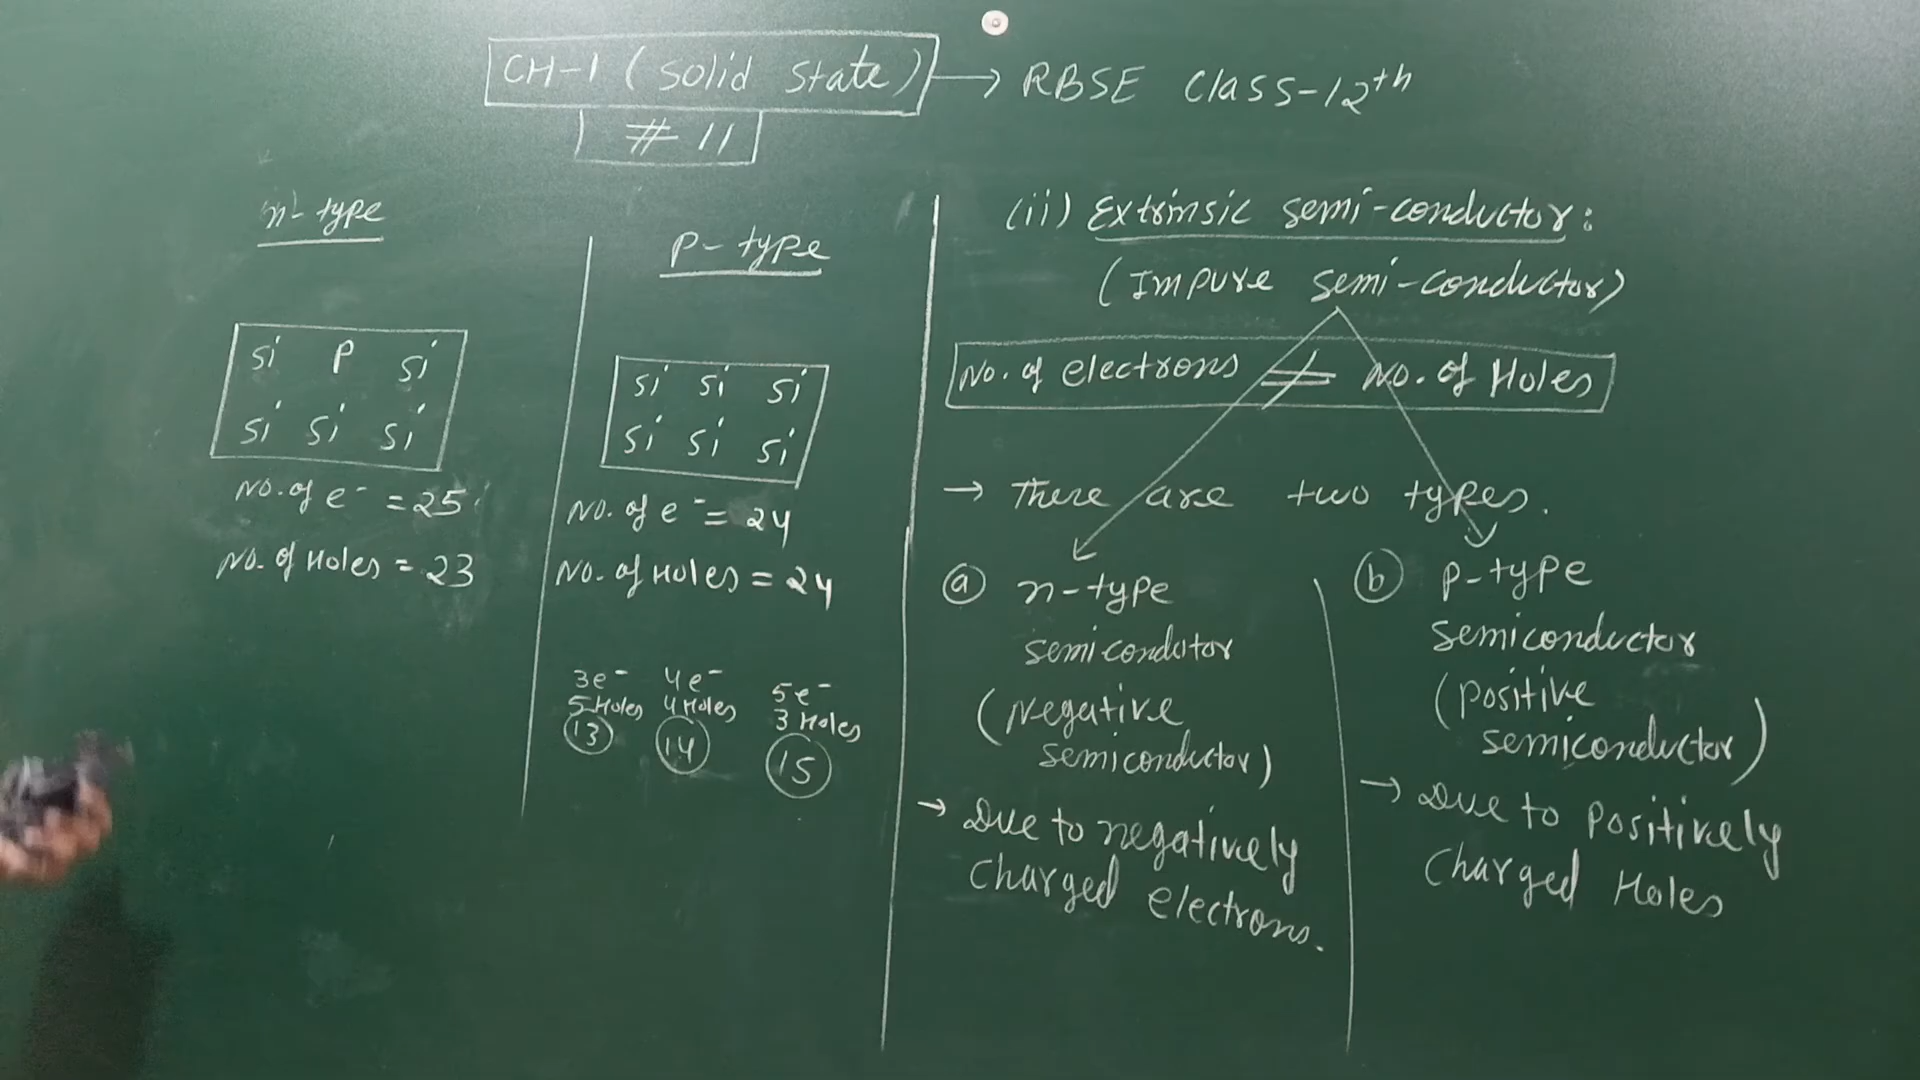 CH-1 (Solid State) → RBSE Class-12th
# 11
n-type
Si P Si
Si Si Si
No. of e⁻ = 25
No. of Holes = 23
P-type
Si Si Si
Si Si Si
No. of e⁻ = 24
No. of Holes = 24
3e⁻ 4e⁻ 5e⁻
5 Holes 4 Holes 3 Holes
13 14 15
(ii) Extrinsic semi-conductor:
(Impure semi-conductor)
No. of electrons ≠ No. of Holes
→ There are two types.
(a) n-type
semicondutor
(Negative
semiconductor)
→ Due to negatively
charged electrons.
(b) P-type
semiconductor
(Positive
semiconductor)
→ Due to Positively
Charged Holes